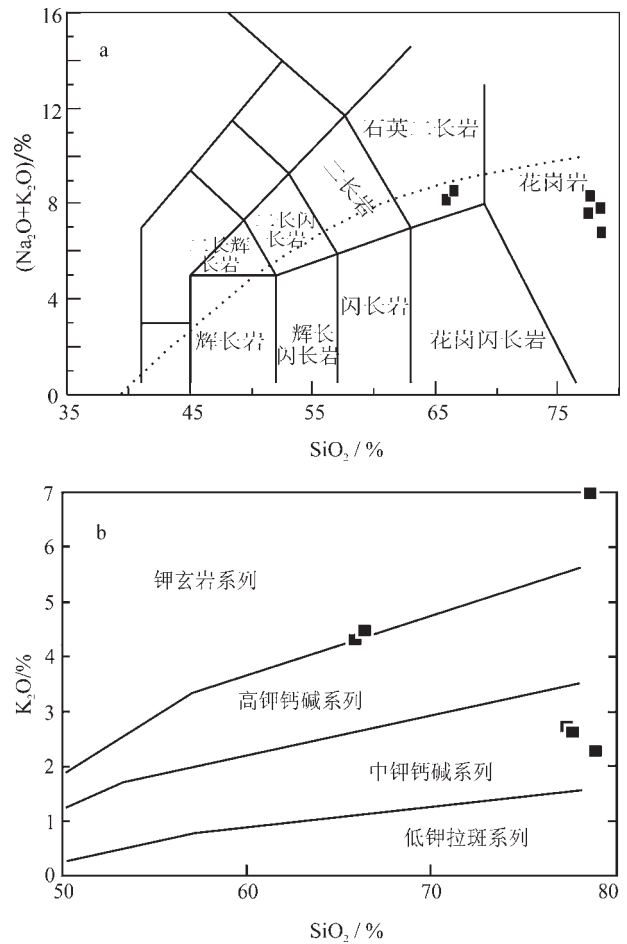 16
a
12
8
4
0
(Na₂O+K₂O)/%
石英二长岩
花岗岩
二长岩
二长闪
长岩
二长辉
长岩
辉长岩
辉长
闪长岩
闪长岩
花岗闪长岩
35
45
55
65
75
SiO₂ / %
7
b
6
5
4
3
2
1
0
K₂O/%
钾玄岩系列
高钾钙碱系列
中钾钙碱系列
低钾拉斑系列
50
60
70
80
SiO₂ / %